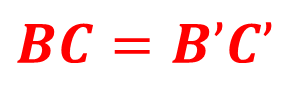 BC = B’C’